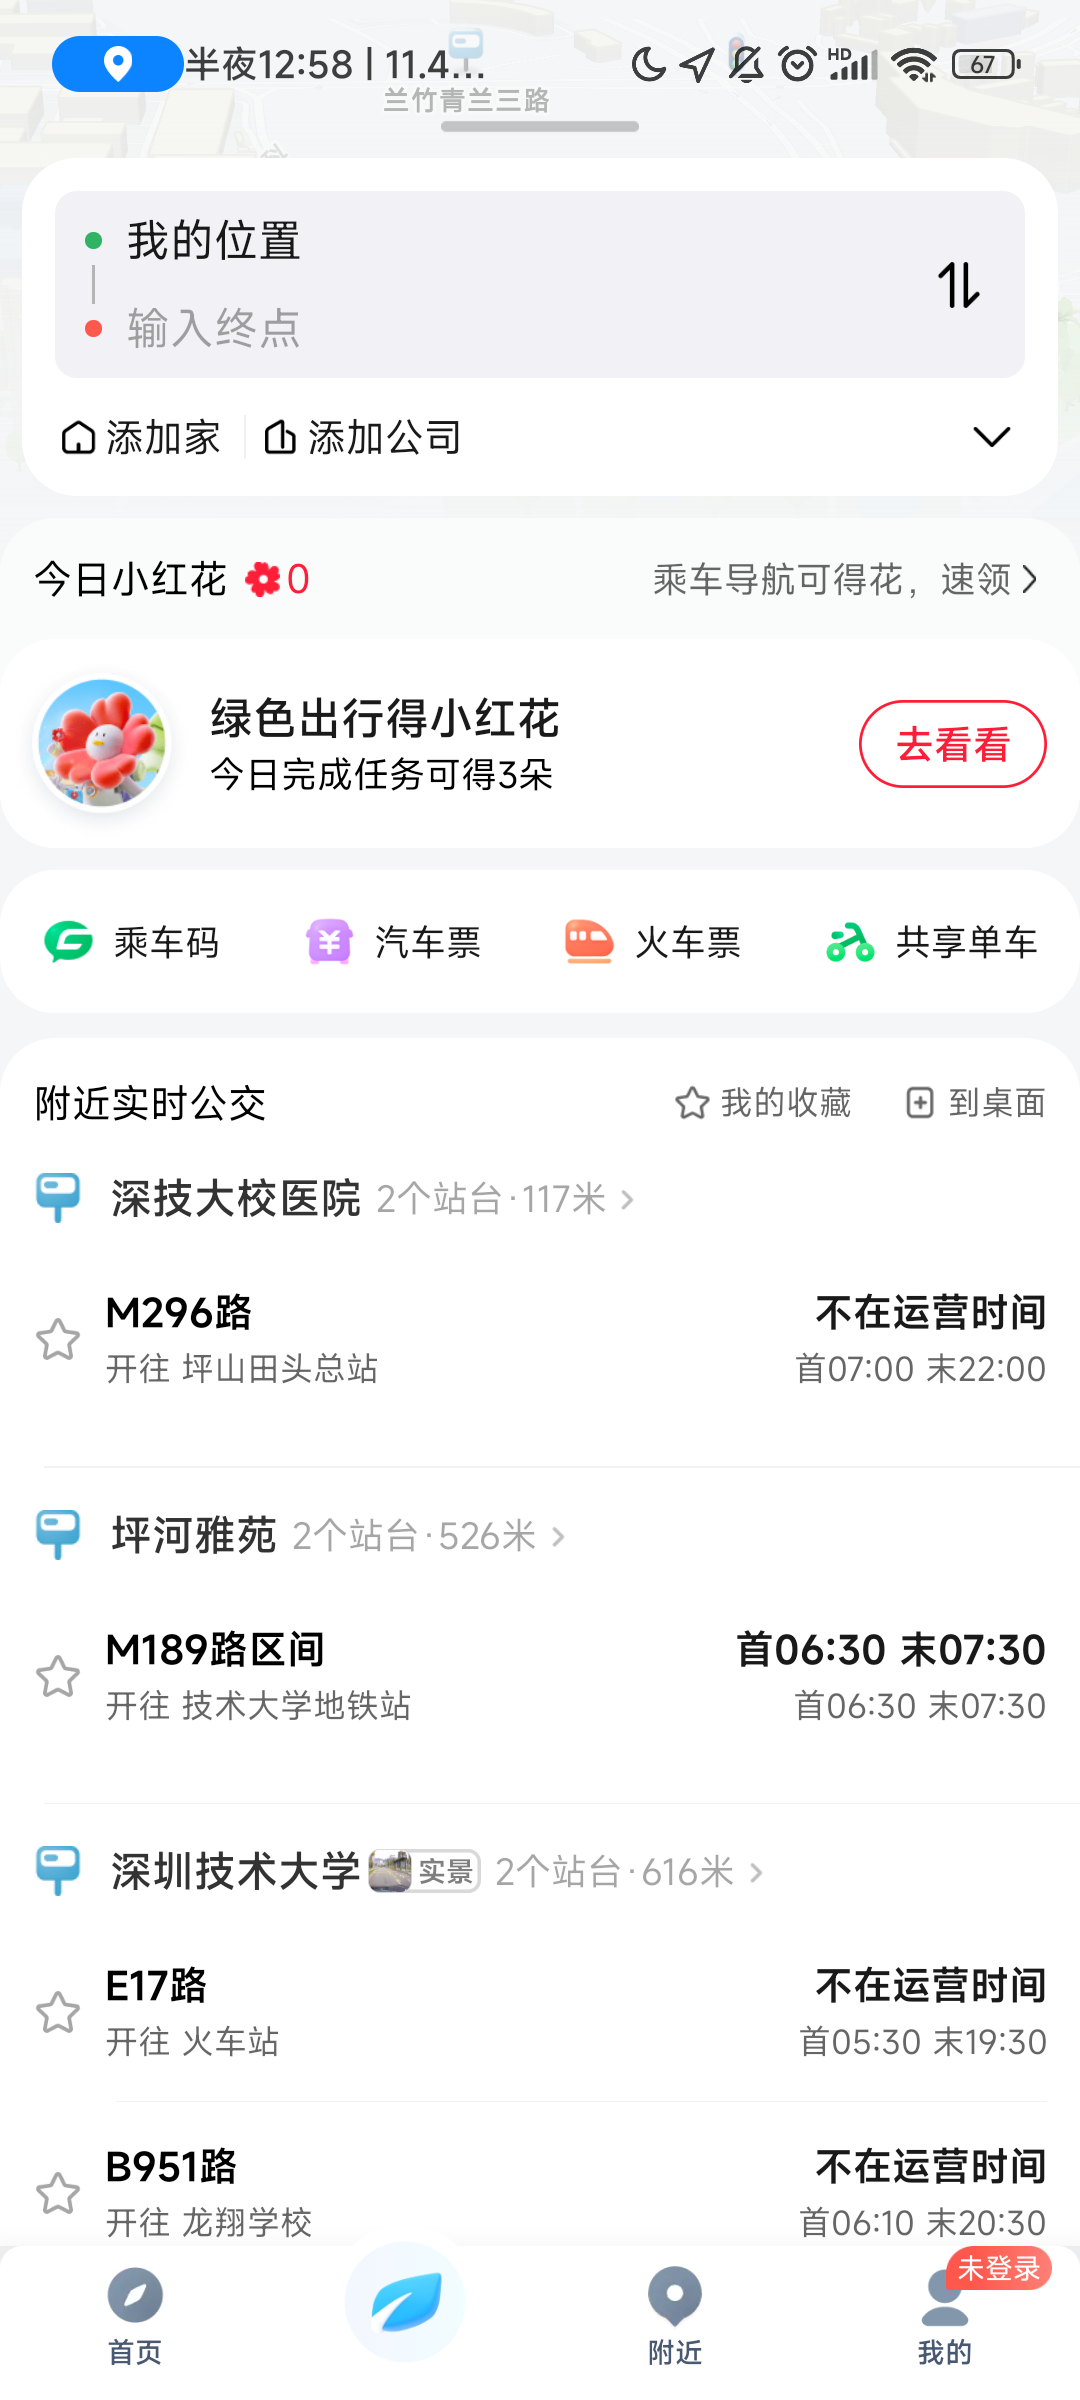 半夜12:58 | 11.4...
HD
67
兰竹青兰三路
我的位置
输入终点
添加家
添加公司
今日小红花 0
乘车导航可得花，速领
绿色出行得小红花
今日完成任务可得3朵
去看看
乘车码
汽车票
火车票
共享单车
附近实时公交
我的收藏
到桌面
深技大校医院 2个站台·117米
M296路
不在运营时间
开往 坪山田头总站
首07:00 末22:00
坪河雅苑 2个站台·526米
M189路区间
首06:30 末07:30
开往 技术大学地铁站
首06:30 末07:30
深圳技术大学 实景 2个站台·616米
E17路
不在运营时间
开往 火车站
首05:30 末19:30
B951路
不在运营时间
开往 龙翔学校
首06:10 末20:30
未登录
首页
附近
我的